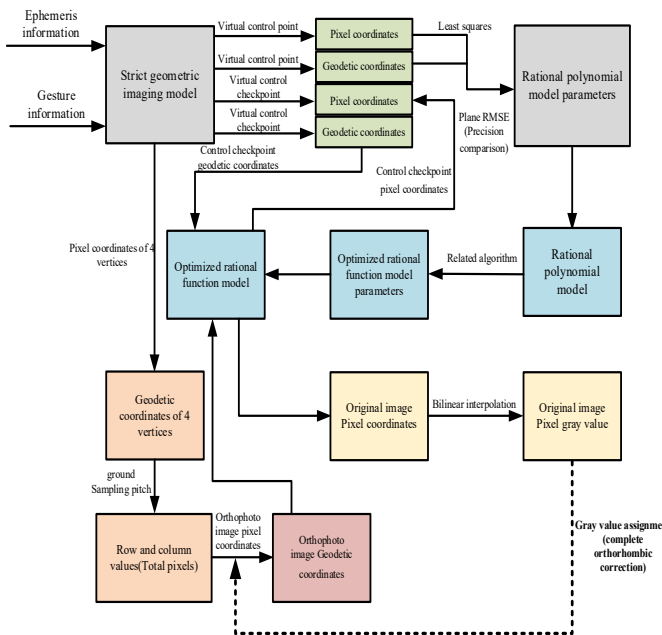 Ephemeris
information
Gesture
information
Strict geometric
imaging model
Virtual control point
Virtual control point
Virtual control
checkpoint
Virtual control
checkpoint
Pixel coordinates
Geodetic coordinates
Pixel coordinates
Geodetic coordinates
Least squares
Rational polynomial
model parameters
Plane RMSE
(Precision
comparison)
Control checkpoint
geodetic coordinates
Control checkpoint
pixel coordinates
Pixel coordinates of 4
vertices
Optimized rational
function model
Optimized rational
function model
parameters
Related algorithm
Rational
polynomial
model
Geodetic
coordinates of 4
vertices
Original image
Pixel coordinates
Bilinear interpolation
Original image
Pixel gray value
ground
Sampling pitch
Row and column
values(Total pixels)
Orthophoto
image pixel
coordinates
Orthophoto
image Geodetic
coordinates
Gray value assignme
(complete
orthorhombic
correction)